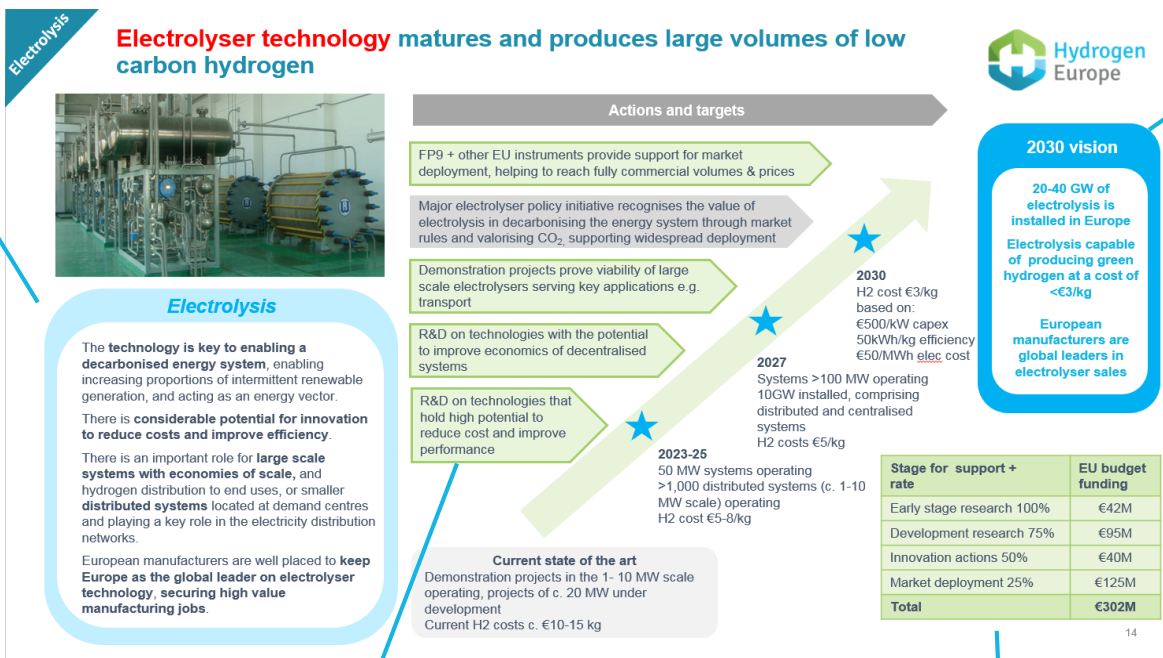 Electrolysis
Electrolyser technology matures and produces large volumes of low
carbon hydrogen
Hydrogen
Europe
Actions and targets
FP9 + other EU instruments provide support for market
deployment, helping to reach fully commercial volumes & prices
Major electrolyser policy initiative recognises the value of
electrolysis in decarbonising the energy system through market
rules and valorising CO2, supporting widespread deployment
Demonstration projects prove viability of large
scale electrolysers serving key applications e.g.
transport
R&D on technologies with the potential
to improve economics of decentralised
systems
R&D on technologies that
hold high potential to
reduce cost and improve
performance
Electrolysis
The technology is key to enabling a
decarbonised energy system, enabling
increasing proportions of intermittent renewable
generation, and acting as an energy vector.
There is considerable potential for innovation
to reduce costs and improve efficiency.
There is an important role for large scale
systems with economies of scale, and
hydrogen distribution to end uses, or smaller
distributed systems located at demand centres
and playing a key role in the electricity distribution
networks.
European manufacturers are well placed to keep
Europe as the global leader on electrolyser
technology, securing high value
manufacturing jobs.
Current state of the art
Demonstration projects in the 1- 10 MW scale
operating, projects of c. 20 MW under
development
Current H2 costs c. €10-15 kg
2023-25
50 MW systems operating
>1,000 distributed systems (c. 1-10
MW scale) operating
H2 cost €5-8/kg
2027
Systems >100 MW operating
10GW installed, comprising
distributed and centralised
systems
H2 costs €5/kg
2030
H2 cost €3/kg
based on:
€500/kW capex
50kWh/kg efficiency
€50/MWh elec cost
2030 vision
20-40 GW of
electrolysis is
installed in Europe
Electrolysis capable
of producing green
hydrogen at a cost of
<€3/kg
European
manufacturers are
global leaders in
electrolyser sales
Stage for support + EU budget
rate funding
Early stage research 100% €42M
Development research 75% €95M
Innovation actions 50% €40M
Market deployment 25% €125M
Total €302M
14